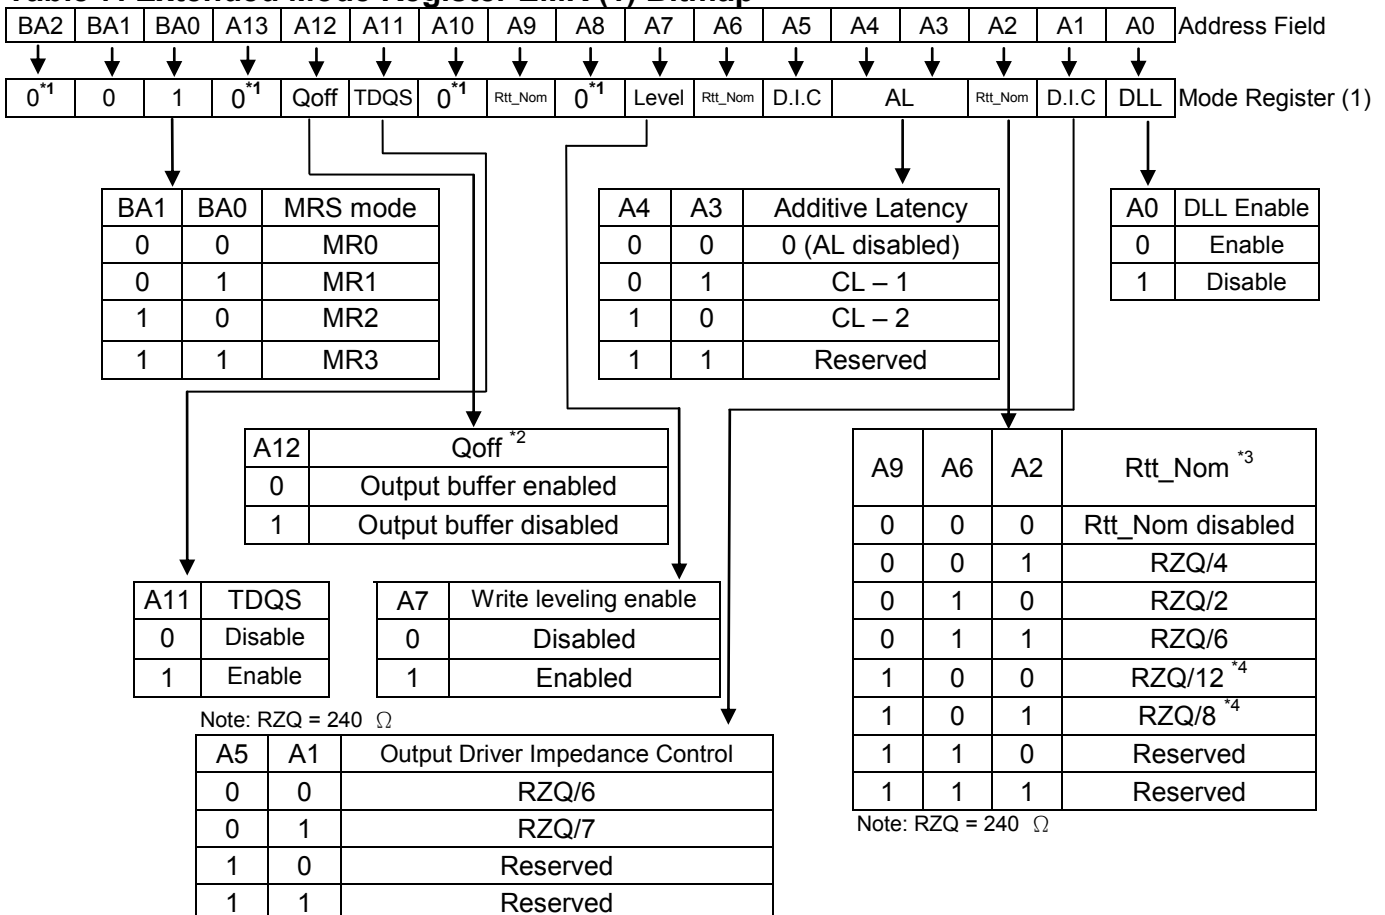 Table 7. Extended Mode Register EMR (1) Bitmap
BA2 BA1 BA0 A13 A12 A11 A10 A9 A8 A7 A6 A5 A4 A3 A2 A1 A0 Address Field
0*1 0 1 0*1 Qoff TDQS 0*1 Rtt_Nom 0*1 Level Rtt_Nom D.I.C AL Rtt_Nom D.I.C DLL Mode Register (1)
BA1 BA0 MRS mode
0 0 MR0
0 1 MR1
1 0 MR2
1 1 MR3
A4 A3 Additive Latency
0 0 0 (AL disabled)
0 1 CL – 1
1 0 CL – 2
1 1 Reserved
A0 DLL Enable
0 Enable
1 Disable
A12 Qoff *2
0 Output buffer enabled
1 Output buffer disabled
A9 A6 A2 Rtt_Nom *3
0 0 0 Rtt_Nom disabled
0 0 1 RZQ/4
0 1 0 RZQ/2
0 1 1 RZQ/6
1 0 0 RZQ/12 *4
1 0 1 RZQ/8 *4
1 1 0 Reserved
1 1 1 Reserved
Note: RZQ = 240 Ω
A11 TDQS
0 Disable
1 Enable
A7 Write leveling enable
0 Disabled
1 Enabled
Note: RZQ = 240 Ω
A5 A1 Output Driver Impedance Control
0 0 RZQ/6
0 1 RZQ/7
1 0 Reserved
1 1 Reserved